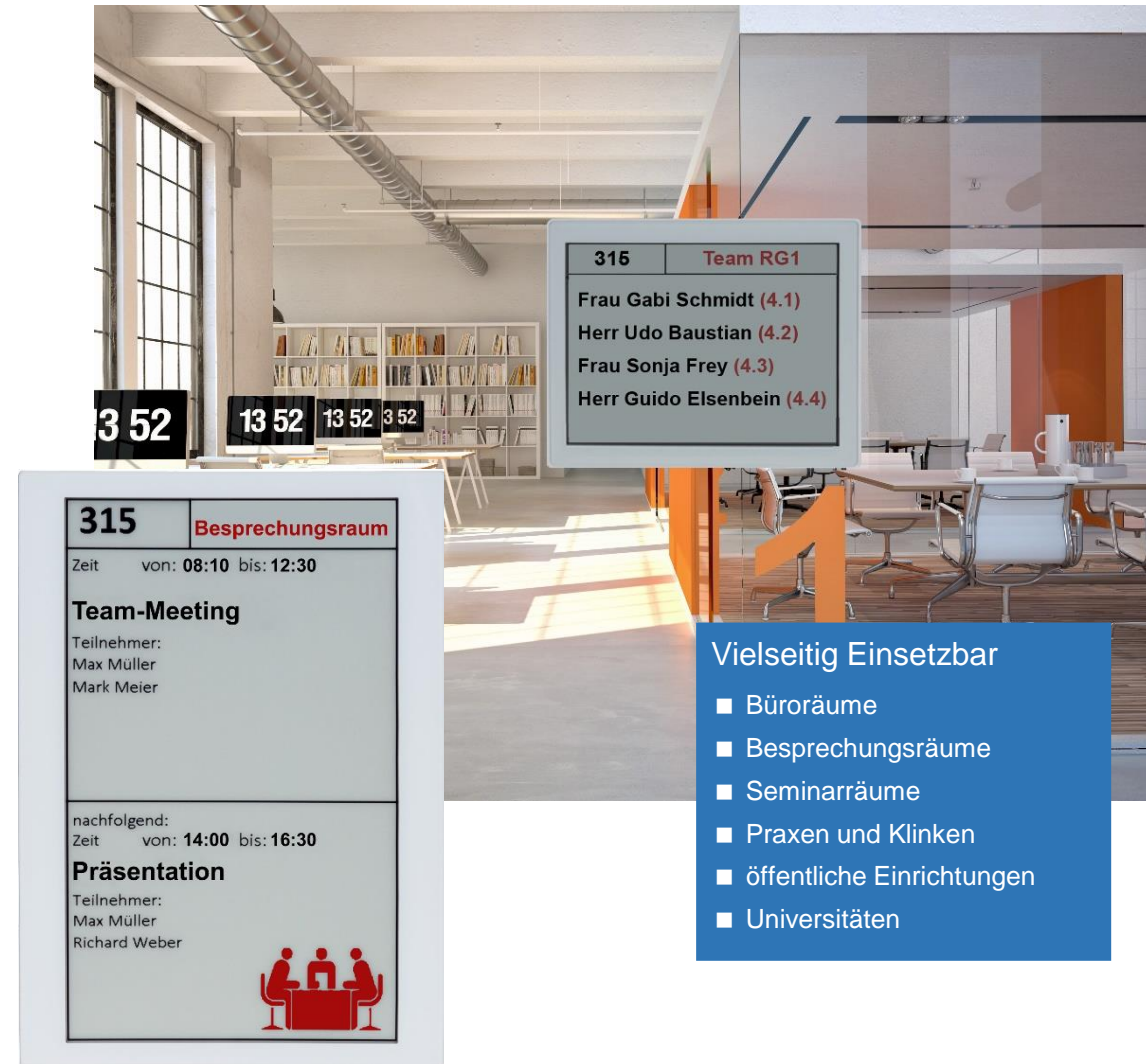 315 Team RG1
Frau Gabi Schmidt (4.1)
Herr Udo Baustian (4.2)
Frau Sonja Frey (4.3)
Herr Guido Elsenbein (4.4)
13 52
13 52
13 52
3 52
315 Besprechungsraum
Zeit von: 08:10 bis: 12:30
Team-Meeting
Teilnehmer:
Max Müller
Mark Meier
nachfolgend:
Zeit von: 14:00 bis: 16:30
Präsentation
Teilnehmer:
Max Müller
Richard Weber
1
Vielseitig Einsetzbar
Büroräume
Besprechungsräume
Seminarräume
Praxen und Klinken
öffentliche Einrichtungen
Universitäten